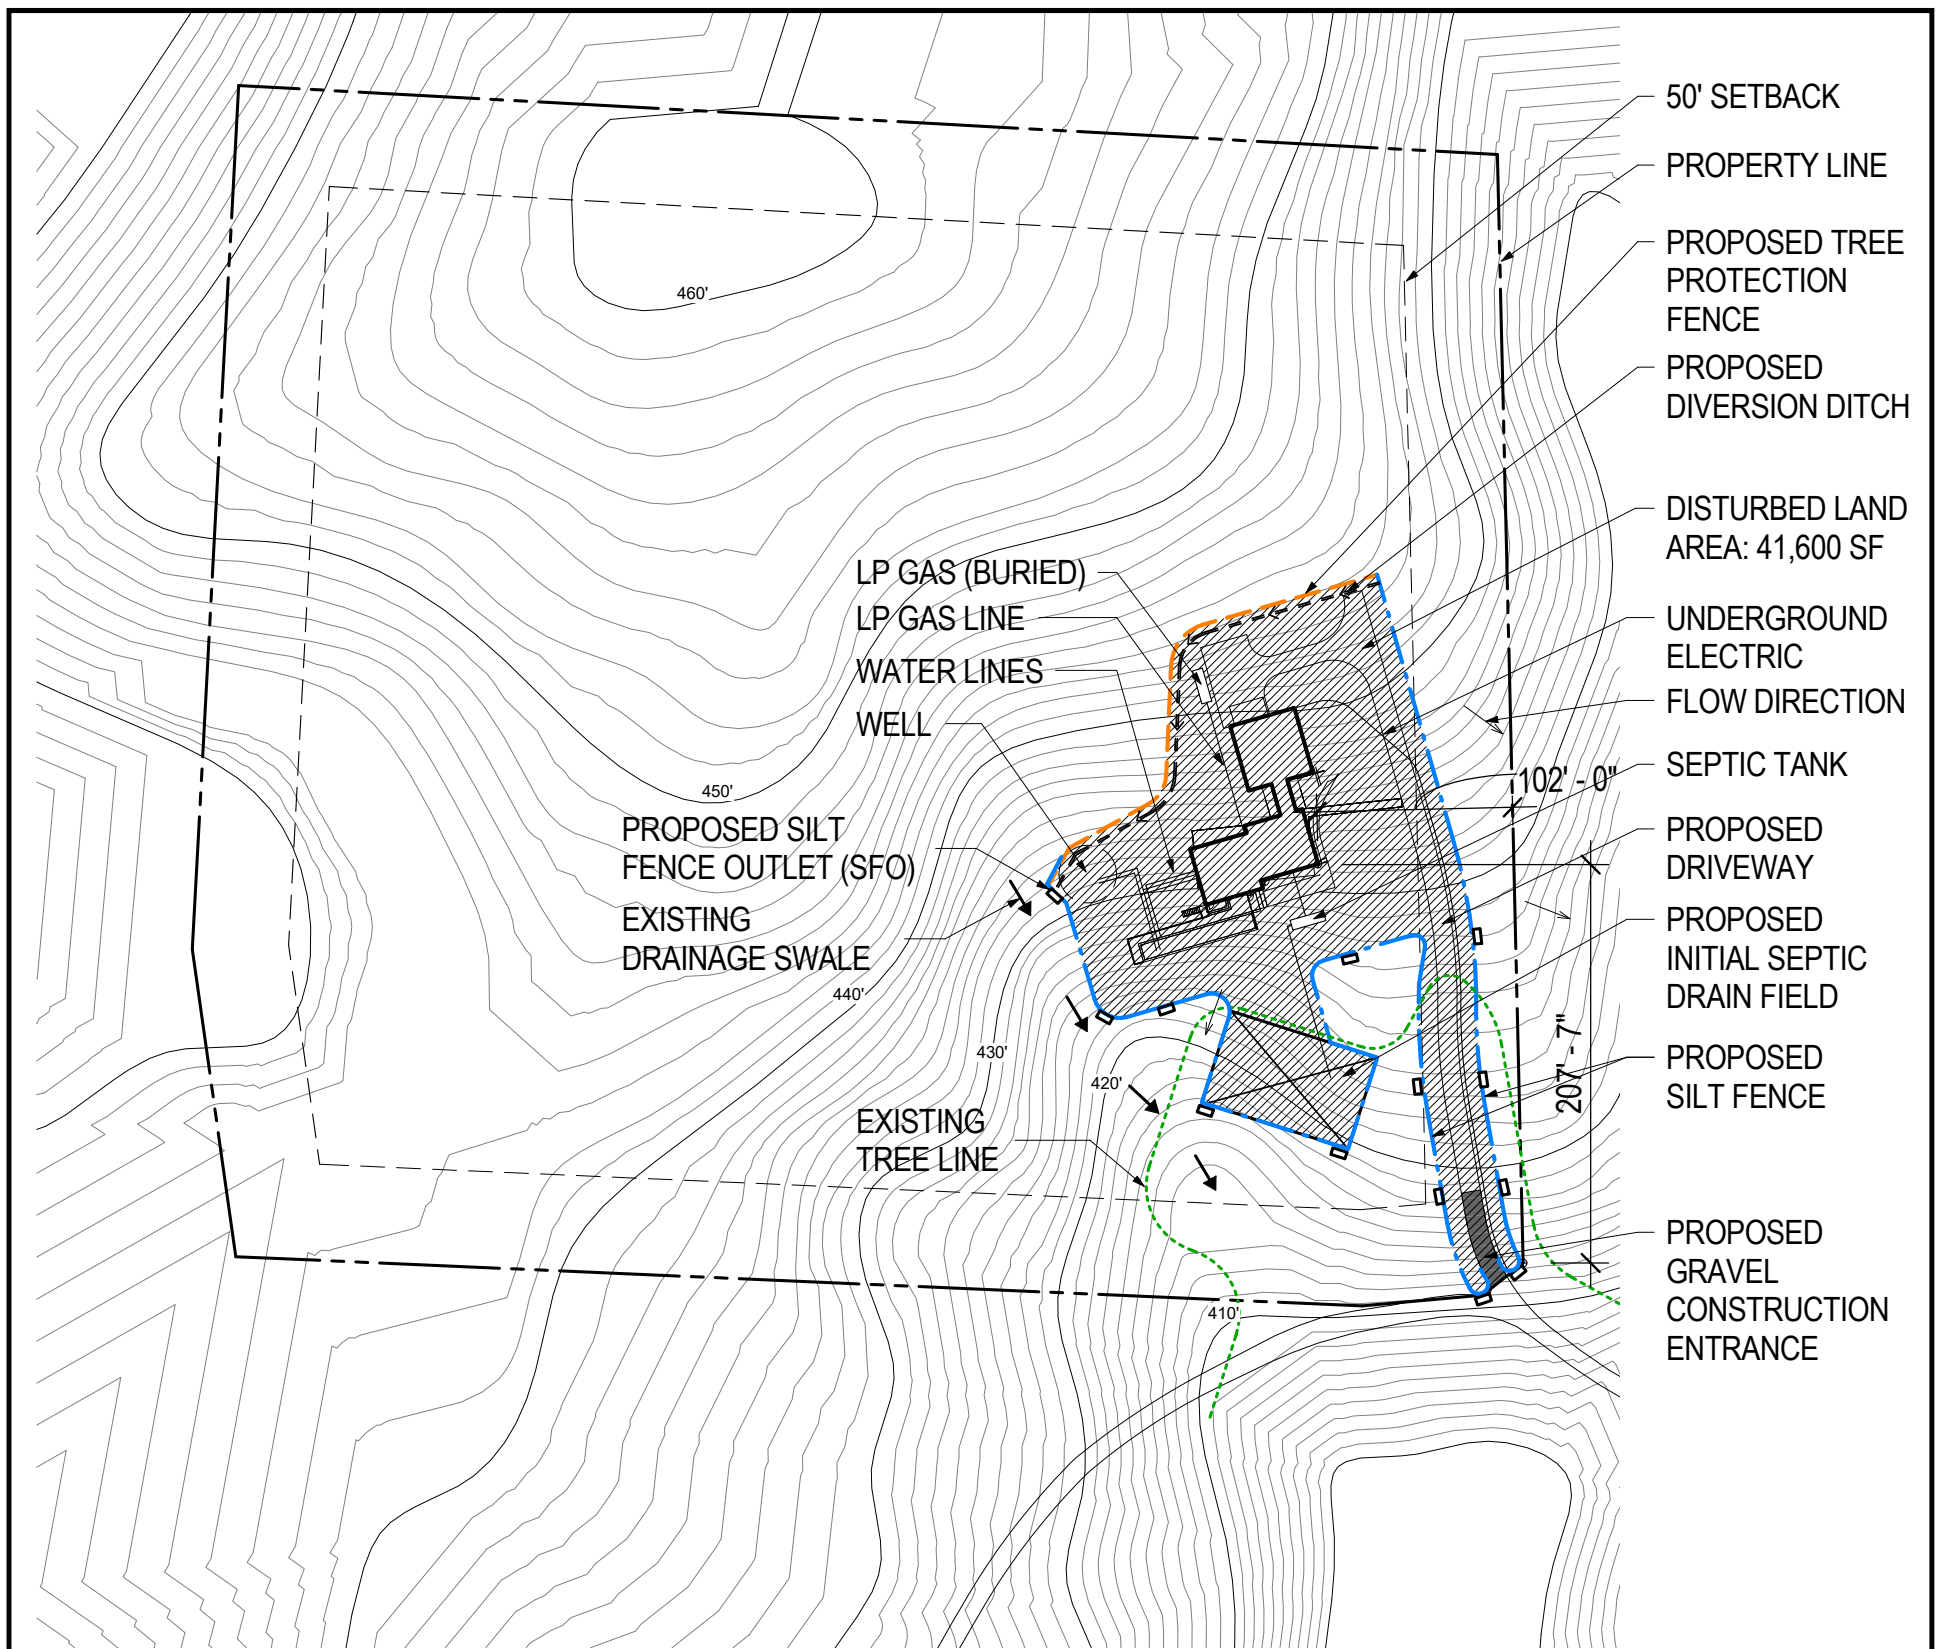 50' SETBACK
PROPERTY LINE
PROPOSED TREE
PROTECTION
FENCE
PROPOSED
DIVERSION DITCH
DISTURBED LAND
AREA: 41,600 SF
UNDERGROUND
ELECTRIC
FLOW DIRECTION
SEPTIC TANK
102' - 0"
PROPOSED
DRIVEWAY
PROPOSED
INITIAL SEPTIC
DRAIN FIELD
207' - 7"
PROPOSED
SILT FENCE
PROPOSED
GRAVEL
CONSTRUCTION
ENTRANCE
460'
LP GAS (BURIED)
LP GAS LINE
WATER LINES
WELL
450'
PROPOSED SILT
FENCE OUTLET (SFO)
EXISTING
DRAINAGE SWALE
440'
430'
420'
EXISTING
TREE LINE
410'